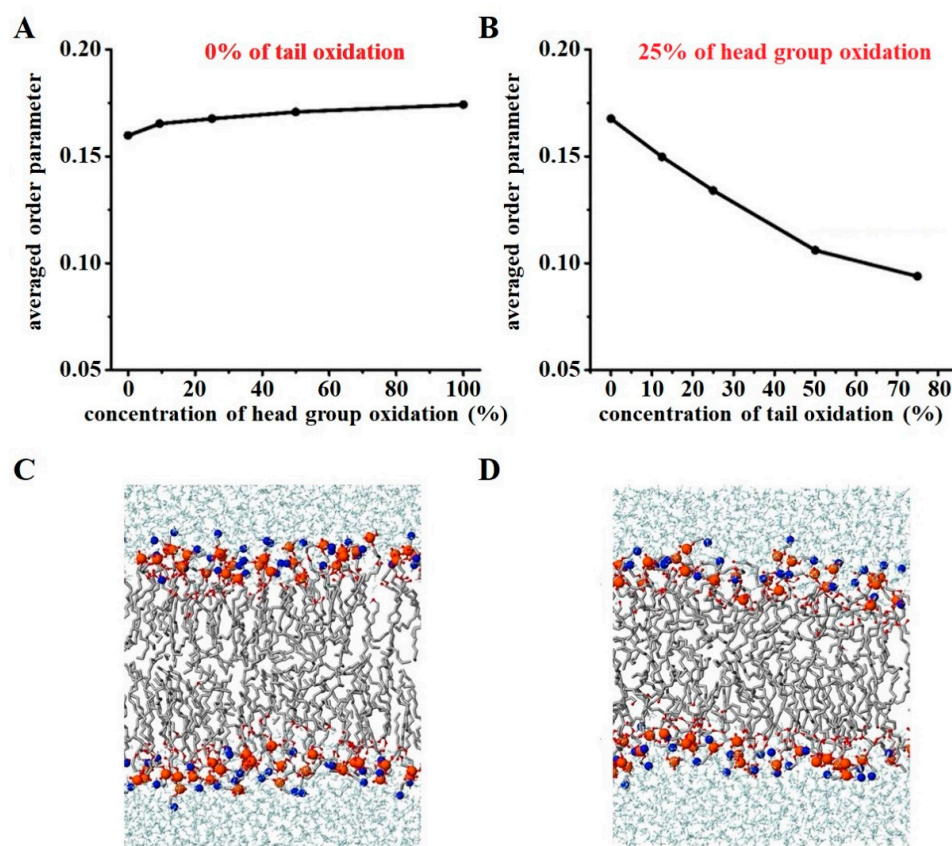 A
0% of tail oxidation
averaged order parameter
0.20
0.15
0.10
0.05
0 20 40 60 80 100
concentration of head group oxidation (%)
B
25% of head group oxidation
averaged order parameter
0.20
0.15
0.10
0.05
0 10 20 30 40 50 60 70 80
concentration of tail oxidation (%)
C
D